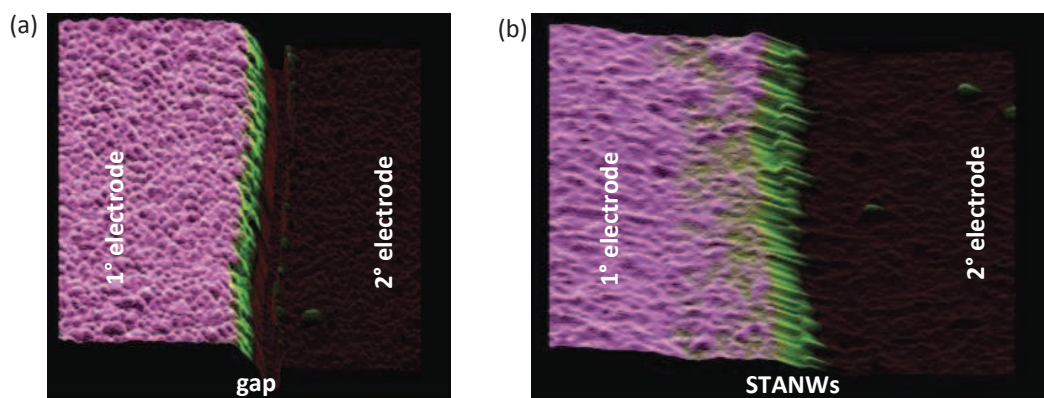 (a)
1° electrode
2° electrode
gap
(b)
1° electrode
2° electrode
STANWs